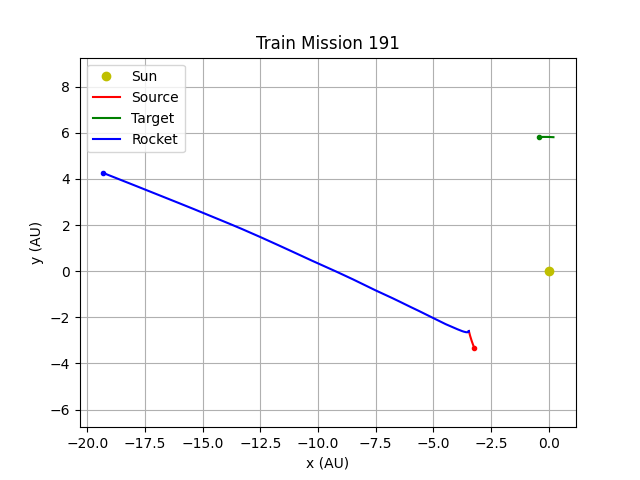 Train Mission 191
Sun
Source
Target
Rocket
8
6
4
2
0
−2
−4
−6
y (AU)
−20.0 −17.5 −15.0 −12.5 −10.0 −7.5 −5.0 −2.5 0.0
x (AU)